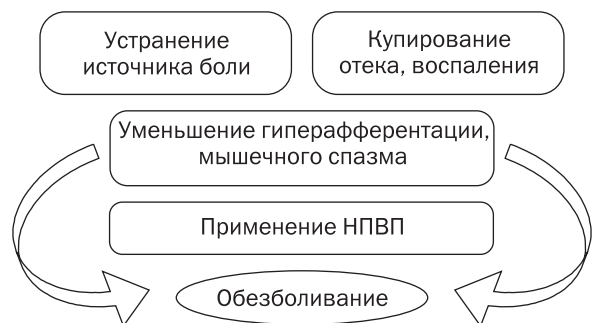 Устранение
источника боли
Купирование
отека, воспаления
Уменьшение гиперафферентации,
мышечного спазма
Применение НПВП
Обезболивание